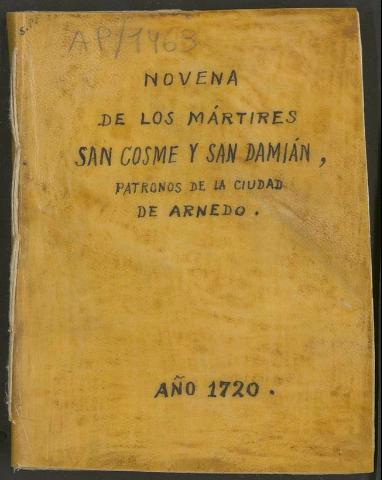 AP/1463
NOVENA
DE LOS MÁRTIRES
SAN COSME Y SAN DAMIÁN,
PATRONOS DE LA CIUDAD
DE ARNEDO.
AÑO 1720.